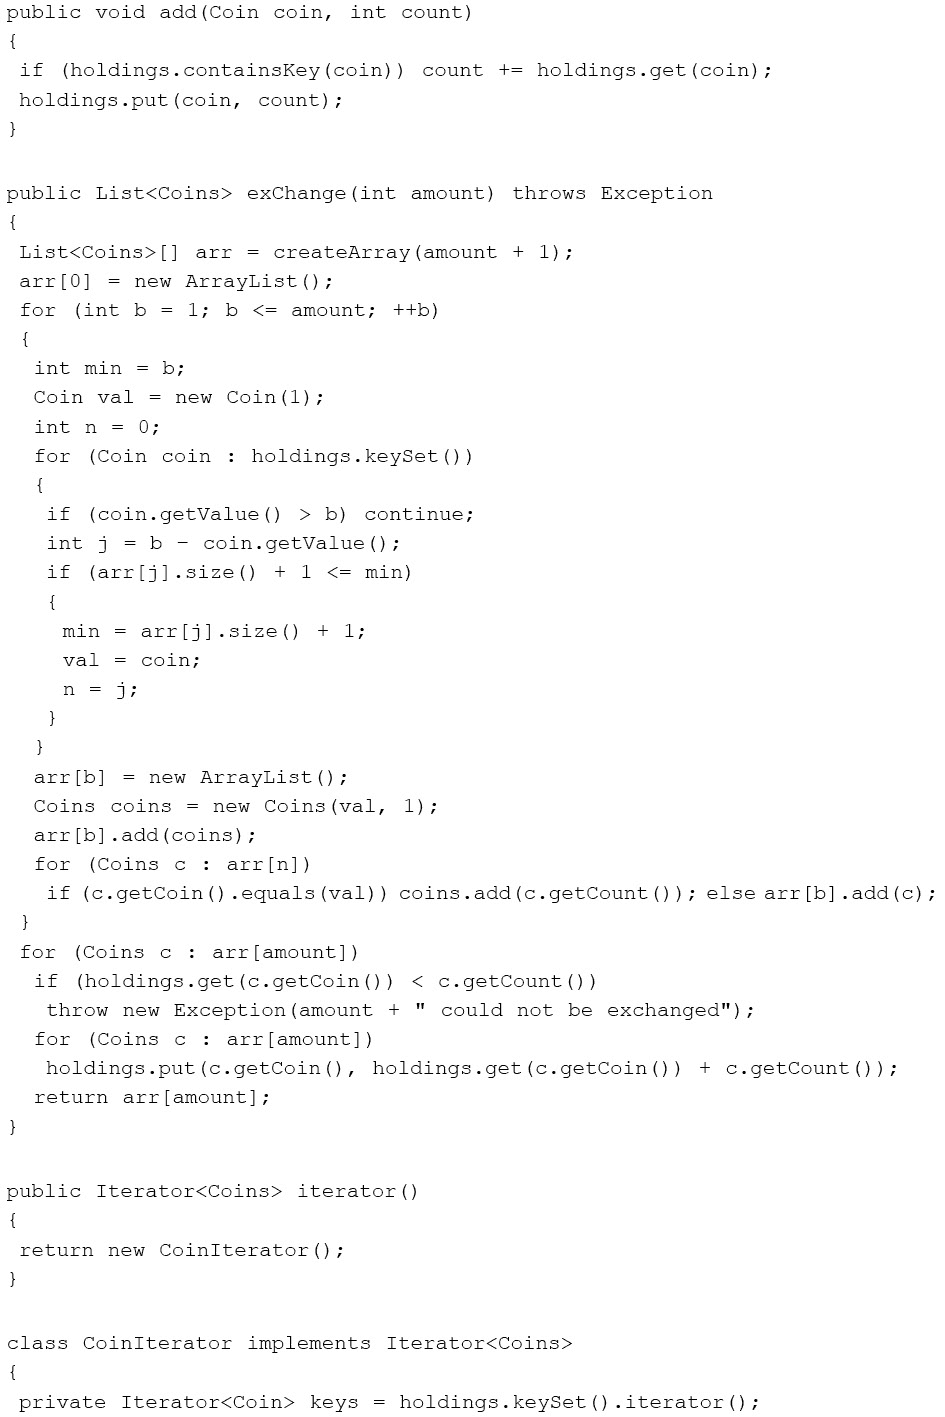 public void add(Coin coin, int count)
{
if (holdings.containsKey(coin)) count += holdings.get(coin);
holdings.put(coin, count);
}
public List<Coins> exChange(int amount) throws Exception
{
List<Coins>[] arr = createArray(amount + 1);
arr[0] = new ArrayList();
for (int b = 1; b <= amount; ++b)
{
int min = b;
Coin val = new Coin(1);
int n = 0;
for (Coin coin : holdings.keySet())
{
if (coin.getValue() > b) continue;
int j = b – coin.getValue();
if (arr[j].size() + 1 <= min)
{
min = arr[j].size() + 1;
val = coin;
n = j;
}
}
arr[b] = new ArrayList();
Coins coins = new Coins(val, 1);
arr[b].add(coins);
for (Coins c : arr[n])
if (c.getCoin().equals(val)) coins.add(c.getCount()); else arr[b].add(c);
}
for (Coins c : arr[amount])
if (holdings.get(c.getCoin()) < c.getCount())
throw new Exception(amount + " could not be exchanged");
for (Coins c : arr[amount])
holdings.put(c.getCoin(), holdings.get(c.getCoin()) + c.getCount());
return arr[amount];
}
public Iterator<Coins> iterator()
{
return new CoinIterator();
}
class CoinIterator implements Iterator<Coins>
{
private Iterator<Coin> keys = holdings.keySet().iterator();